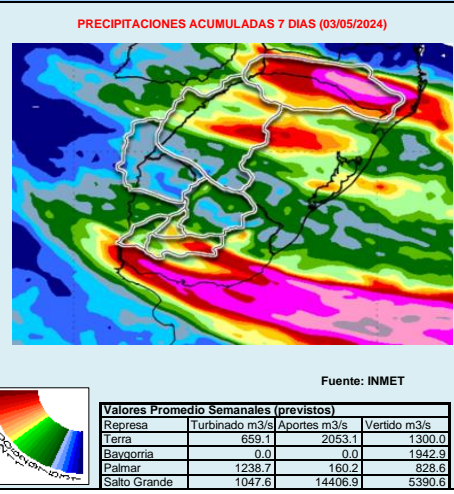 PRECIPITACIONES ACUMULADAS 7 DIAS (03/05/2024)
Fuente: INMET
Valores Promedio Semanales (previstos)
Represa Turbinado m3/s Aportes m3/s Vertido m3/s
Terra 659.1 2053.1 1300.0
Baygorria 0.0 0.0 1942.9
Palmar 1238.7 160.2 828.6
Salto Grande 1047.6 14406.9 5390.6